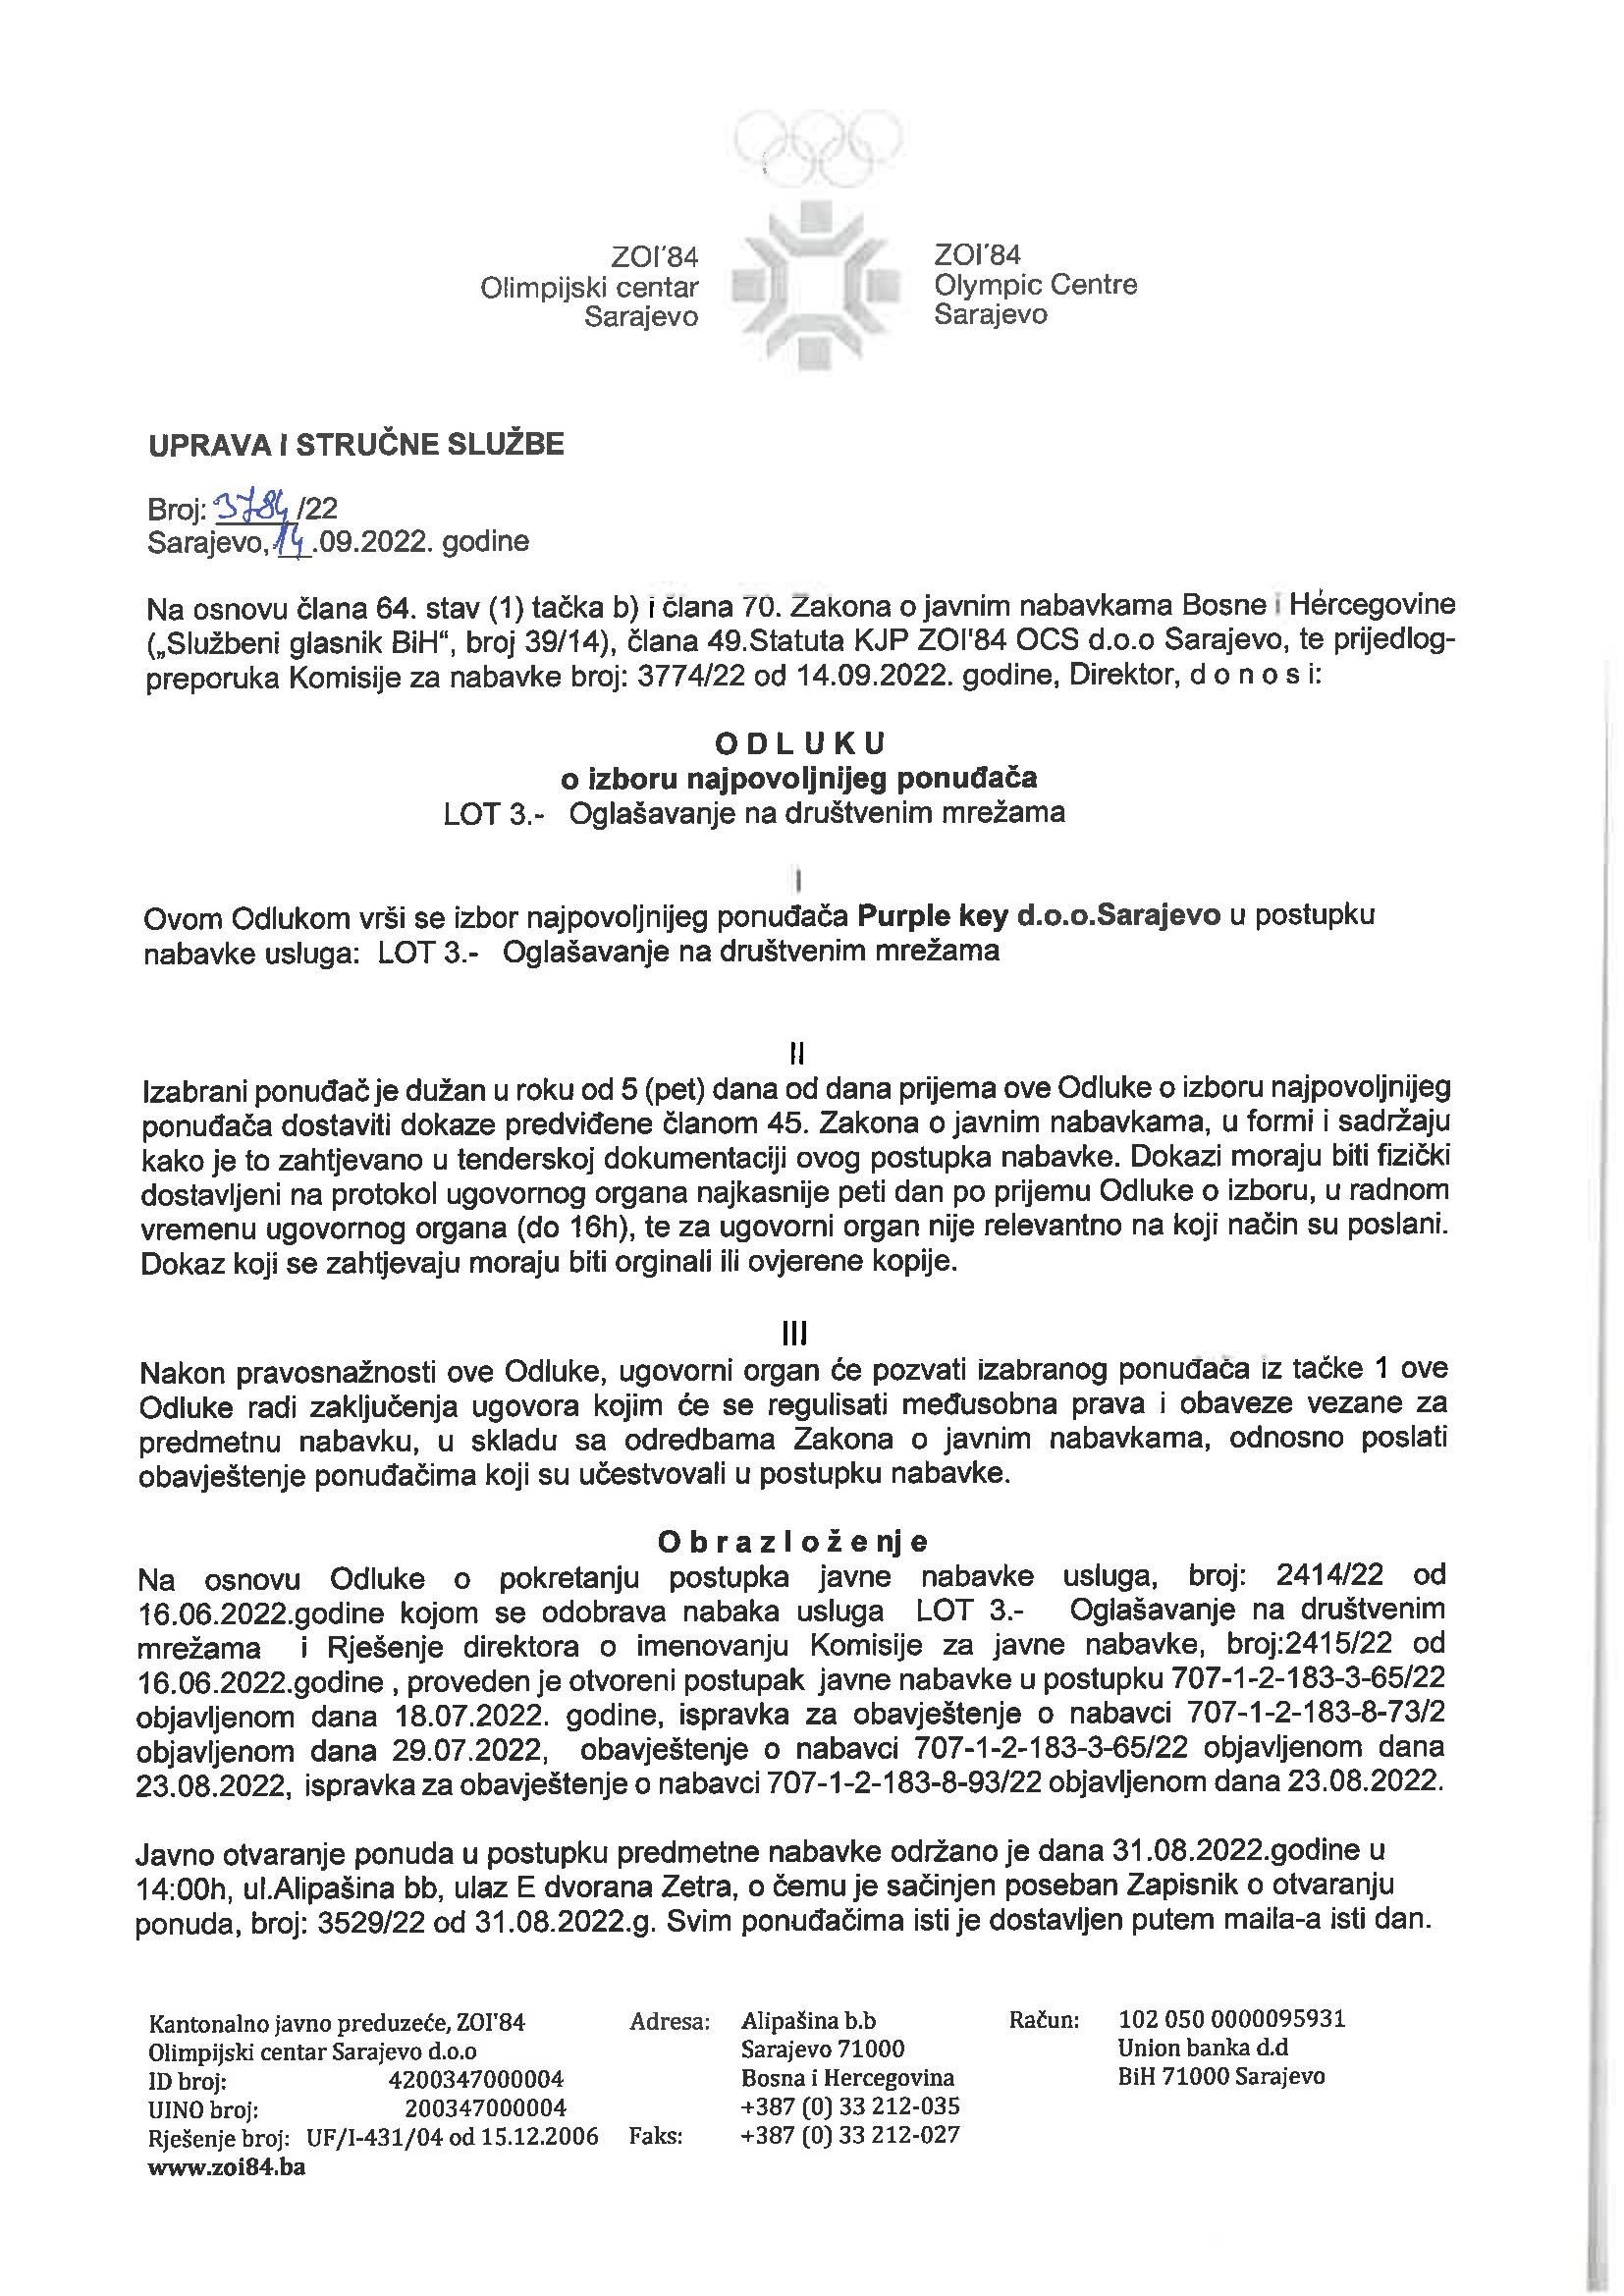 ZOI'84
Olimpijski centar
Sarajevo
ZOI'84
Olympic Centre
Sarajevo
UPRAVA I STRUČNE SLUŽBE
Broj: 3784/22
Sarajevo, 14.09.2022. godine
Na osnovu člana 64. stav (1) tačka b) i člana 70. Zakona o javnim nabavkama Bosne i Hercegovine
(„Službeni glasnik BiH“, broj 39/14), člana 49.Statuta KJP ZOI'84 OCS d.o.o Sarajevo, te prijedlog-
preporuka Komisije za nabavke broj: 3774/22 od 14.09.2022. godine, Direktor, d o n o s i:
O D L U K U
o izboru najpovoljnijeg ponuđača
LOT 3.- Oglašavanje na društvenim mrežama
I
Ovom Odlukom vrši se izbor najpovoljnijeg ponuđača Purple key d.o.o.Sarajevo u postupku
nabavke usluga: LOT 3.- Oglašavanje na društvenim mrežama
II
Izabrani ponuđač je dužan u roku od 5 (pet) dana od dana prijema ove Odluke o izboru najpovoljnijeg
ponuđača dostaviti dokaze predviđene članom 45. Zakona o javnim nabavkama, u formi i sadržaju
kako je to zahtjevano u tenderskoj dokumentaciji ovog postupka nabavke. Dokazi moraju biti fizički
dostavljeni na protokol ugovornog organa najkasnije peti dan po prijemu Odluke o izboru, u radnom
vremenu ugovornog organa (do 16h), te za ugovorni organ nije relevantno na koji način su poslani.
Dokaz koji se zahtjevaju moraju biti orginali ili ovjerene kopije.
III
Nakon pravosnažnosti ove Odluke, ugovorni organ će pozvati izabranog ponuđača iz tačke 1 ove
Odluke radi zaključenja ugovora kojim će se regulisati međusobna prava i obaveze vezane za
predmetnu nabavku, u skladu sa odredbama Zakona o javnim nabavkama, odnosno poslati
obavještenje ponuđačima koji su učestvovali u postupku nabavke.
O b r a z l o ž e nj e
Na osnovu Odluke o pokretanju postupka javne nabavke usluga, broj: 2414/22 od
16.06.2022.godine kojom se odobrava nabaka usluga LOT 3.- Oglašavanje na društvenim
mrežama i Rješenje direktora o imenovanju Komisije za javne nabavke, broj:2415/22 od
16.06.2022.godine , proveden je otvoreni postupak javne nabavke u postupku 707-1-2-183-3-65/22
objavljenom dana 18.07.2022. godine, ispravka za obavještenje o nabavci 707-1-2-183-8-73/2
objavljenom dana 29.07.2022, obavještenje o nabavci 707-1-2-183-3-65/22 objavljenom dana
23.08.2022, ispravka za obavještenje o nabavci 707-1-2-183-8-93/22 objavljenom dana 23.08.2022.
Javno otvaranje ponuda u postupku predmetne nabavke održano je dana 31.08.2022.godine u
14:00h, ul.Alipašina bb, ulaz E dvorana Zetra, o čemu je sačinjen poseban Zapisnik o otvaranju
ponuda, broj: 3529/22 od 31.08.2022.g. Svim ponuđačima isti je dostavljen putem maila-a isti dan.
Kantonalno javno preduzeće, ZOI'84
Olimpijski centar Sarajevo d.o.o
ID broj: 4200347000004
UINO broj: 200347000004
Rješenje broj: UF/I-431/04 od 15.12.2006
www.zoi84.ba
Adresa: Alipašina b.b
Sarajevo 71000
Bosna i Hercegovina
+387 (0) 33 212-035
Faks: +387 (0) 33 212-027
Račun: 102 050 0000095931
Union banka d.d
BiH 71000 Sarajevo